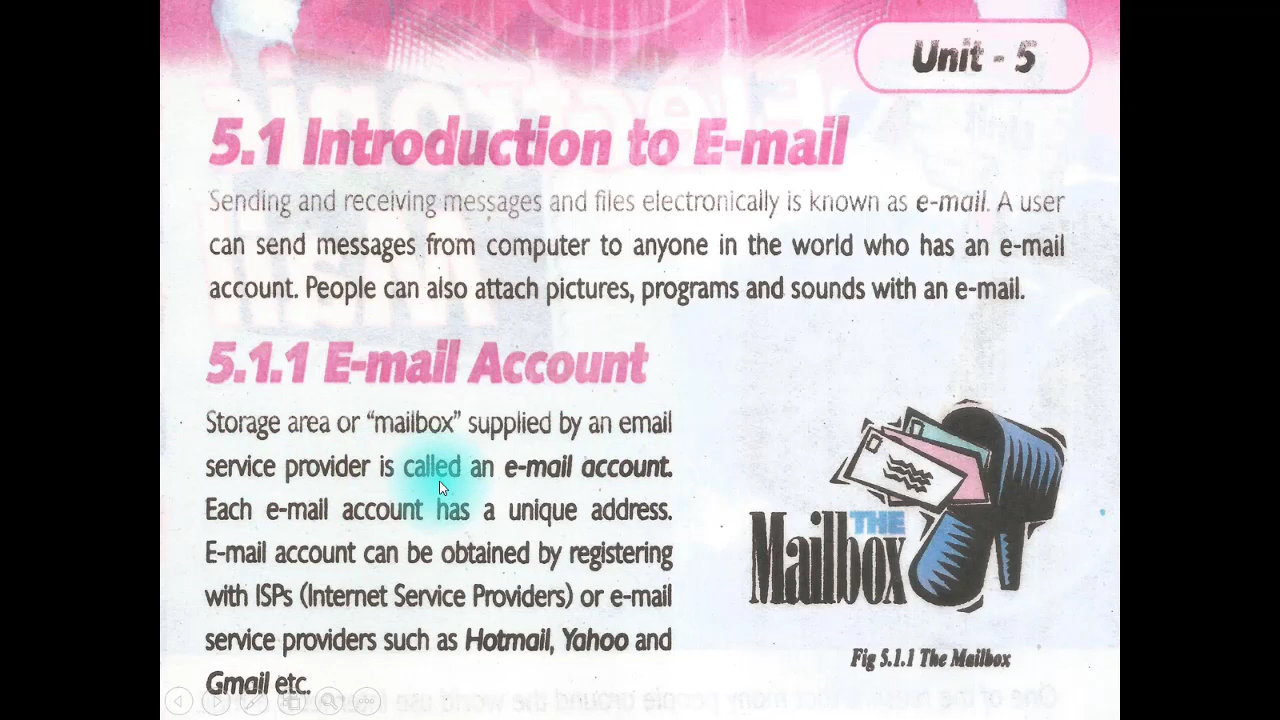 Unit - 5
5.1 Introduction to E-mail
Sending and receiving messages and files electronically is known as e-mail. A user
can send messages from computer to anyone in the world who has an e-mail
account. People can also attach pictures, programs and sounds with an e-mail.
5.1.1 E-mail Account
Storage area or “mailbox” supplied by an email
service provider is called an e-mail account.
Each e-mail account has a unique address.
E-mail account can be obtained by registering
with ISPs (Internet Service Providers) or e-mail
service providers such as Hotmail, Yahoo and
Gmail etc.
THE
Mailbox
Fig 5.1.1 The Mailbox